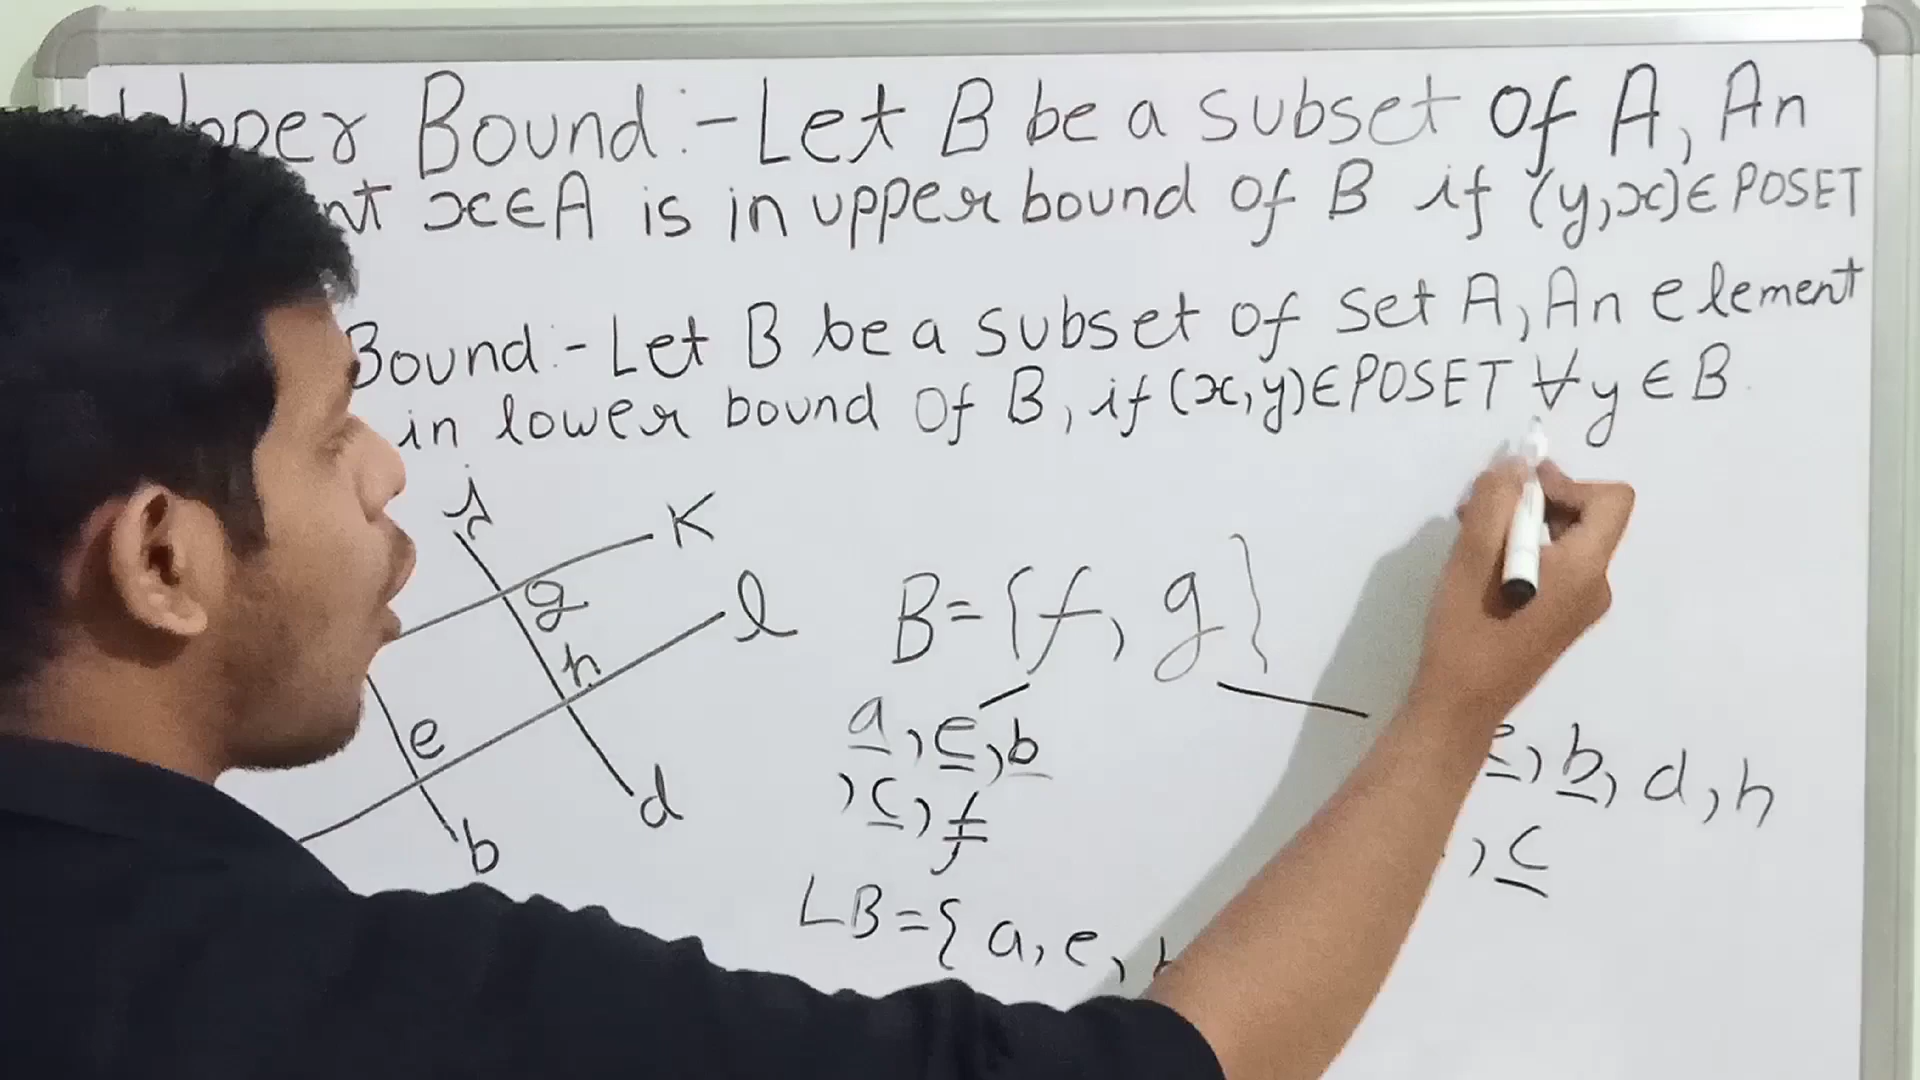 Upper Bound:- Let B be a subset of A, An
nt x∈A is in upper bound of B if (y,x)∈POSET
Bound:- Let B be a subset of set A, An element
in lower bound of B, if (x,y)∈POSET ∀y∈B
K
g
l
h
e
d
b
B={f, g}
a, e, b
, c, f
e, b, d, h
, c
LB={a, e,